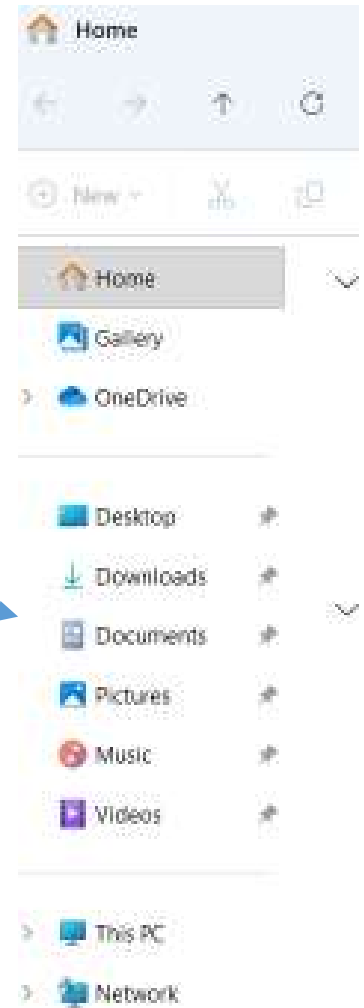 Home
New
Home
Gallery
OneDrive
Desktop
Downloads
Documents
Pictures
Music
Videos
This PC
Network